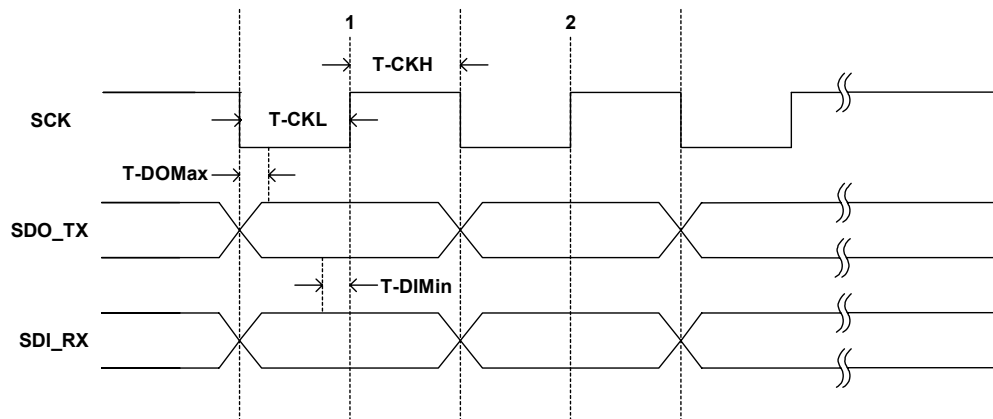 1 2
T-CKH
SCK
T-CKL
T-DOMax
SDO_TX
T-DIMin
SDI_RX